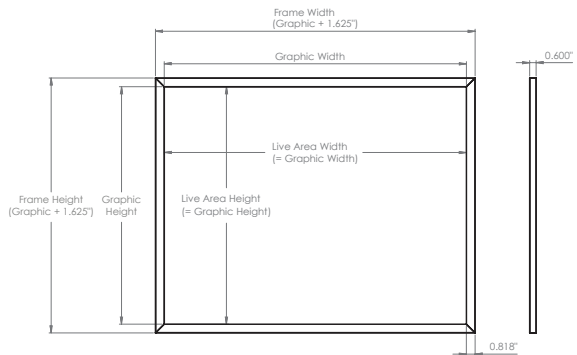 Frame Width
(Graphic + 1.625")
Graphic Width
0.600"
Live Area Width
(= Graphic Width)
Frame Height
(Graphic + 1.625")
Graphic
Height
Live Area Height
(= Graphic Height)
0.818"